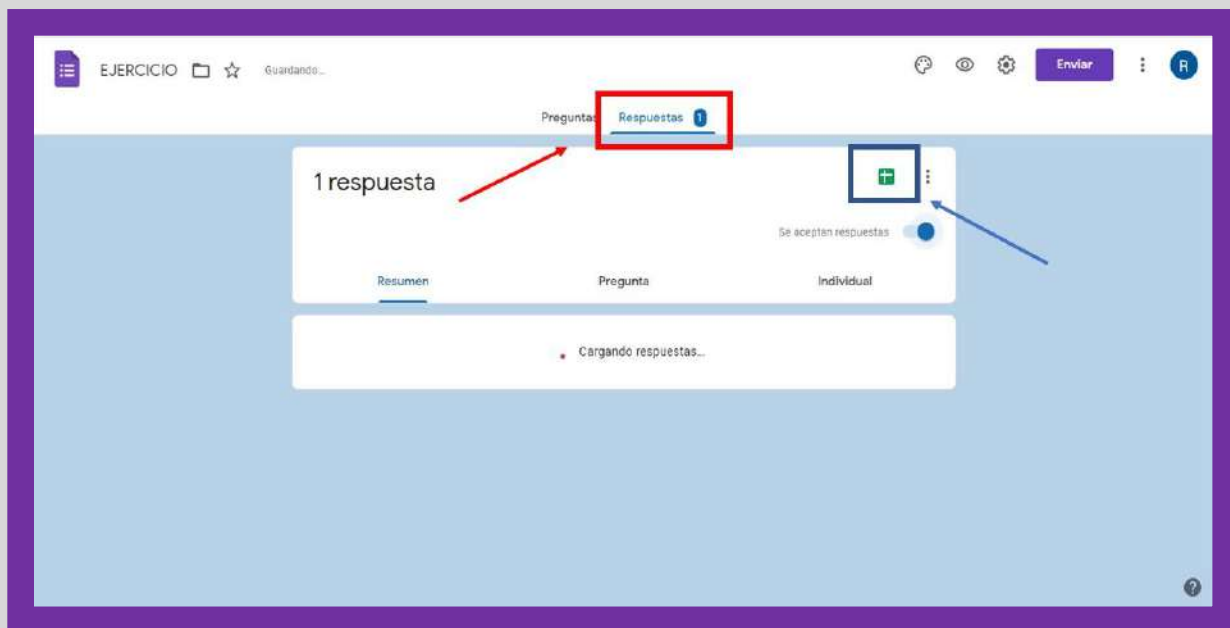 EJERCICIO Guardando... Enviar R
Preguntas Respuestas 1
1 respuesta
Se aceptan respuestas
Resumen Pregunta Individual
Cargando respuestas...